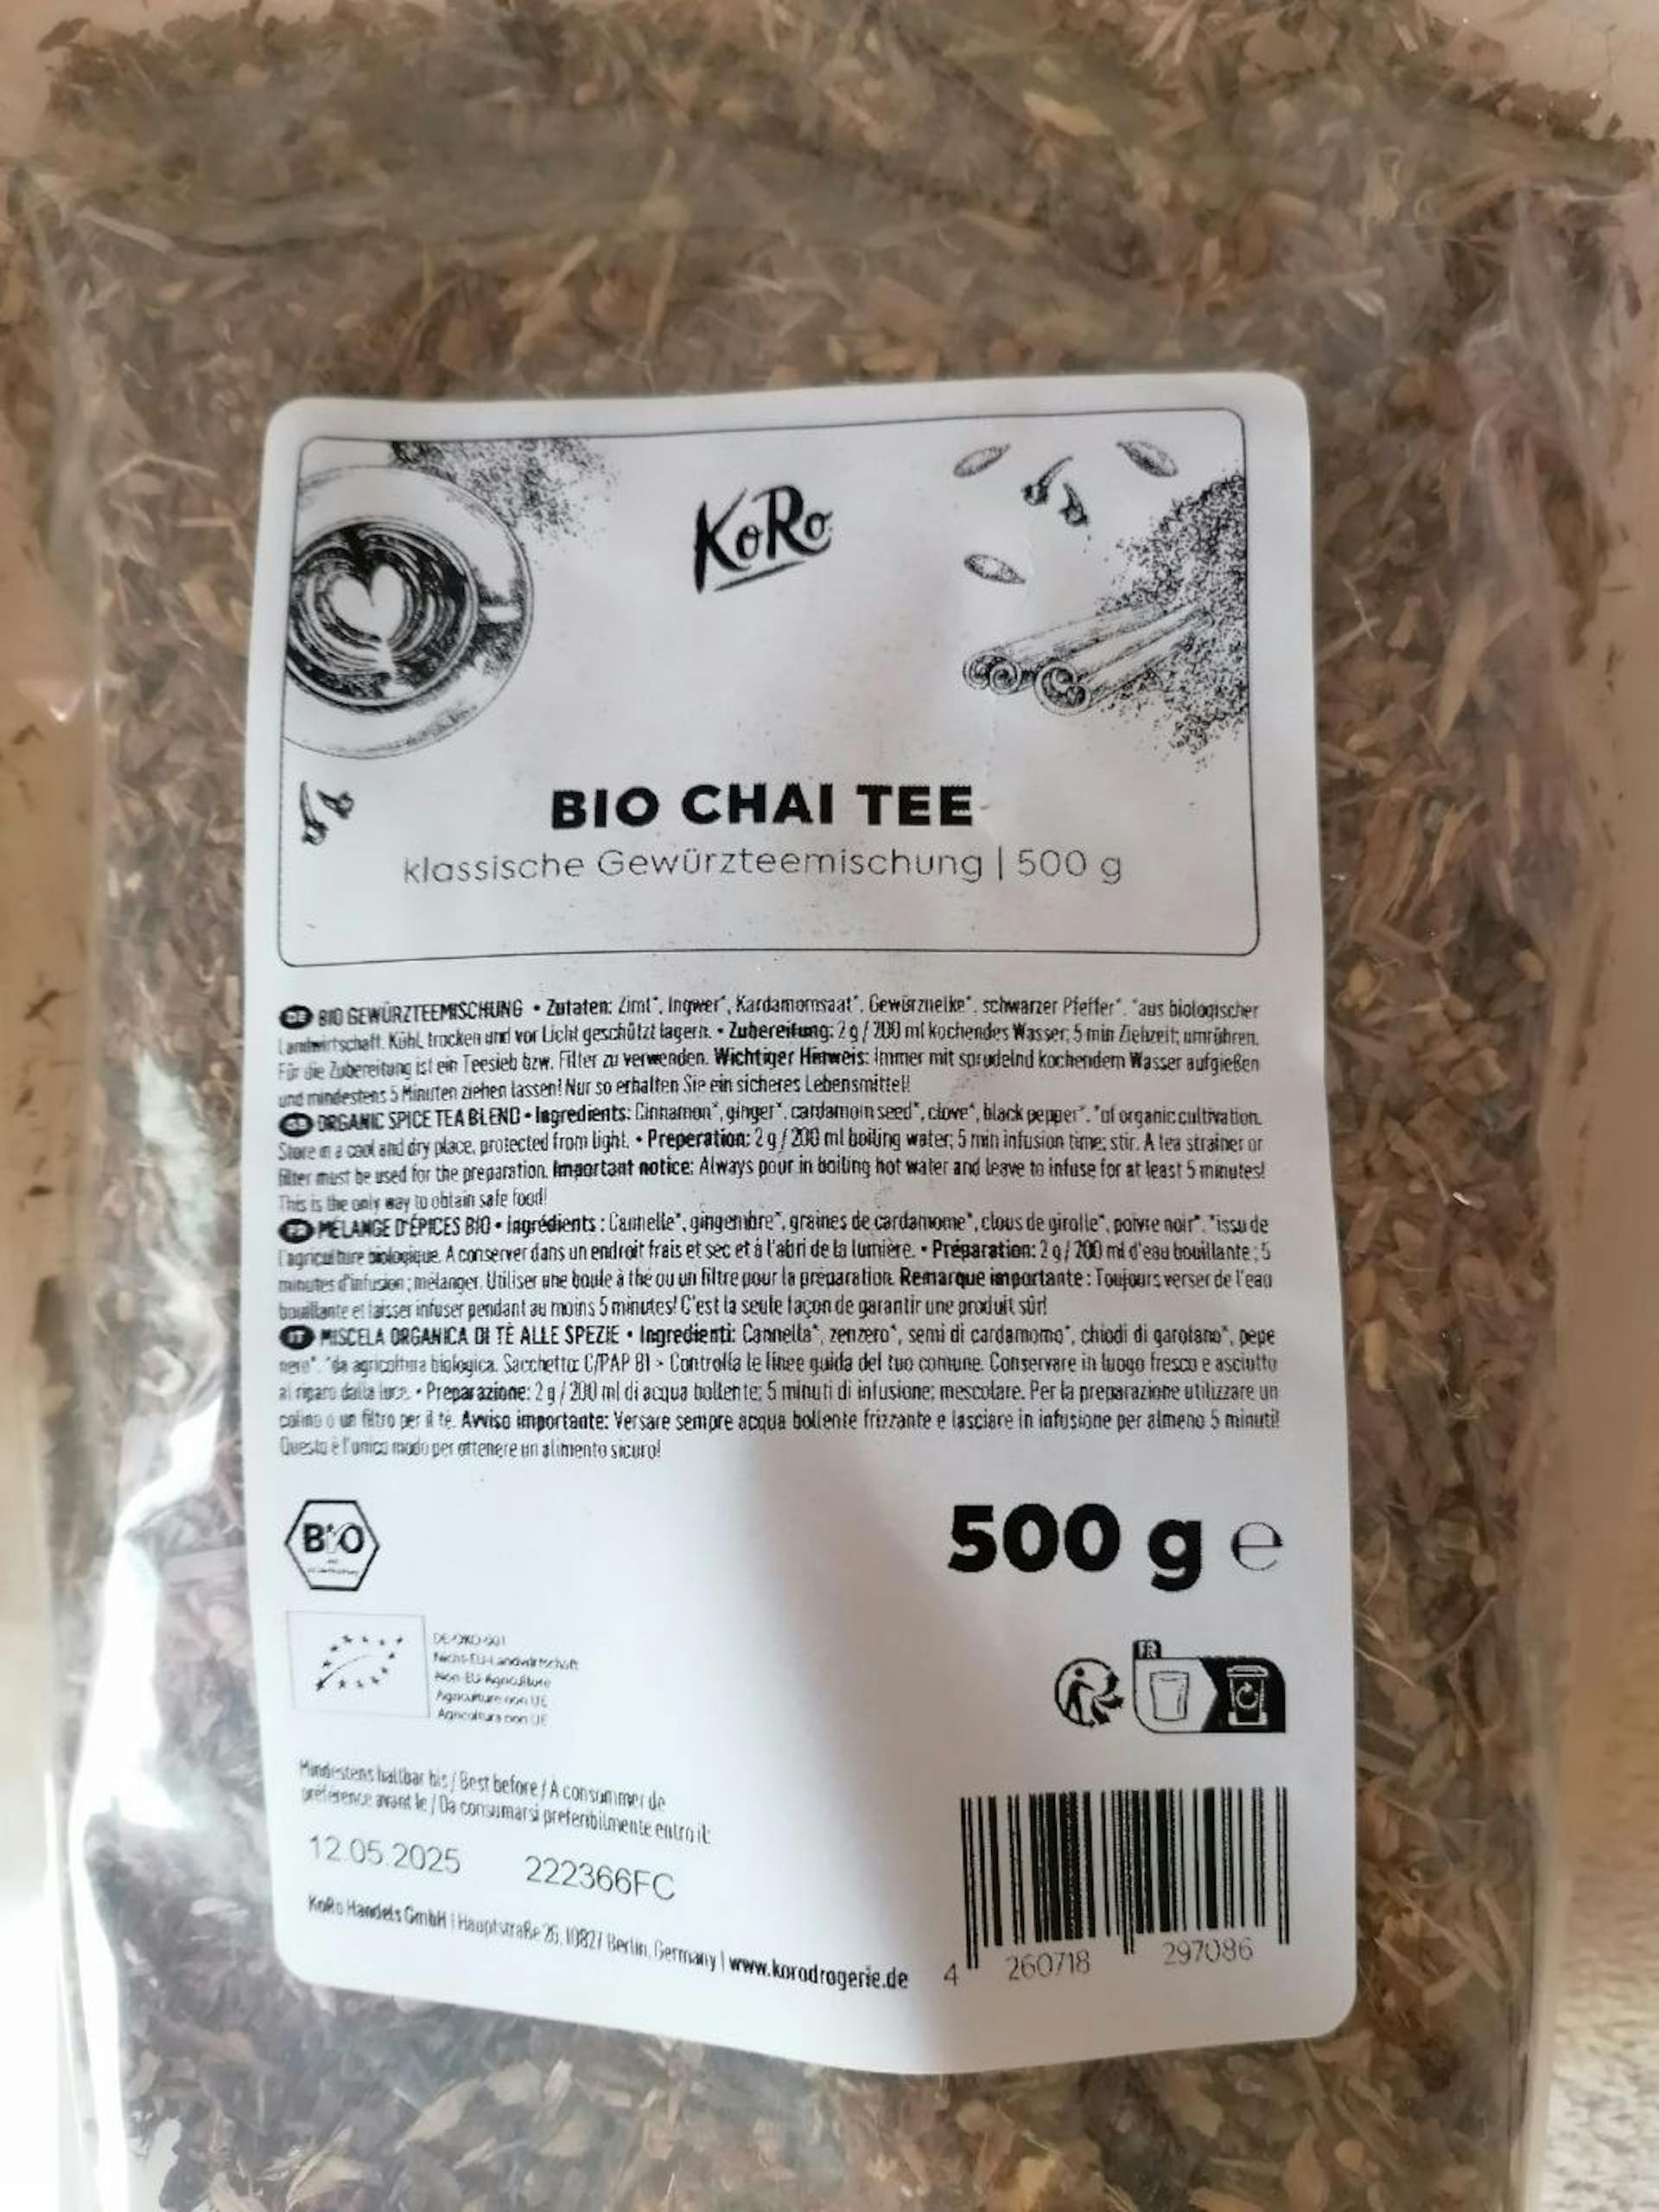 KoRo
BIO CHAI TEE
klassische Gewürzteemischung | 500 g
DE BIO GEWÜRZTEEMISCHUNG • Zutaten: Zimt*, Ingwer*, Kardamomsaat*, Gewürznelke*, schwarzer Pfeffer*. *aus biologischer
Landwirtschaft. Kühl, trocken und vor Licht geschützt lagern. • Zubereitung: 2 g / 200 ml kochendes Wasser; 5 min Ziehzeit; umrühren.
Für die Zubereitung ist ein Teesieb bzw. Filter zu verwenden. Wichtiger Hinweis: Immer mit sprudelnd kochendem Wasser aufgießen
und mindestens 5 Minuten ziehen lassen! Nur so erhalten Sie ein sicheres Lebensmittel!
GB ORGANIC SPICE TEA BLEND • Ingredients: Cinnamon*, ginger*, cardamom seed*, clove*, black pepper*. *of organic cultivation.
Store in a cool and dry place, protected from light. • Preperation: 2 g / 200 ml boiling water; 5 min infusion time; stir. A tea strainer or
filter must be used for the preparation. Important notice: Always pour in boiling hot water and leave to infuse for at least 5 minutes!
This is the only way to obtain safe food!
FR MÉLANGE D'ÉPICES BIO • Ingrédients : Cannelle*, gingembre*, graines de cardamome*, clous de girofle*, poivre noir*. *issu de
l'agriculture biologique. A conserver dans un endroit frais et sec et à l'abri de la lumière. • Préparation: 2 g / 200 ml d'eau bouillante ; 5
minutes d'infusion ; mélanger. Utiliser une boule à thé ou un filtre pour la préparation. Remarque importante : Toujours verser de l'eau
bouillante et laisser infuser pendant au moins 5 minutes! C'est la seule façon de garantir une produit sûr!
IT MISCELA ORGANICA DI TÈ ALLE SPEZIE • Ingredienti: Cannella*, zenzero*, semi di cardamomo*, chiodi di garofano*, pepe
nero*. *da agricoltura biologica. Sacchetto: C/PAP 81 > Controlla le linee guida del tuo comune. Conservare in luogo fresco e asciutto
al riparo dalla luce. • Preparazione: 2 g / 200 ml di acqua bollente; 5 minuti di infusione; mescolare. Per la preparazione utilizzare un
colino o un filtro per il tè. Avviso importante: Versare sempre acqua bollente frizzante e lasciare in infusione per almeno 5 minuti!
Questo è l'unico modo per ottenere un alimento sicuro!
BIO
500 g e
DE-ÖKO-001
Nicht-EU-Landwirtschaft
Non-EU-Agriculture
Agriculture non UE
Agricoltura non UE
FR
Mindestens haltbar bis / Best before / A consommer de
préférence avant le / Da consumarsi preferibilmente entro il:
12.05.2025 222366FC
KoRo Handels GmbH | Hauptstraße 26, 10827 Berlin, Germany | www.korodrogerie.de
4 260718 297086